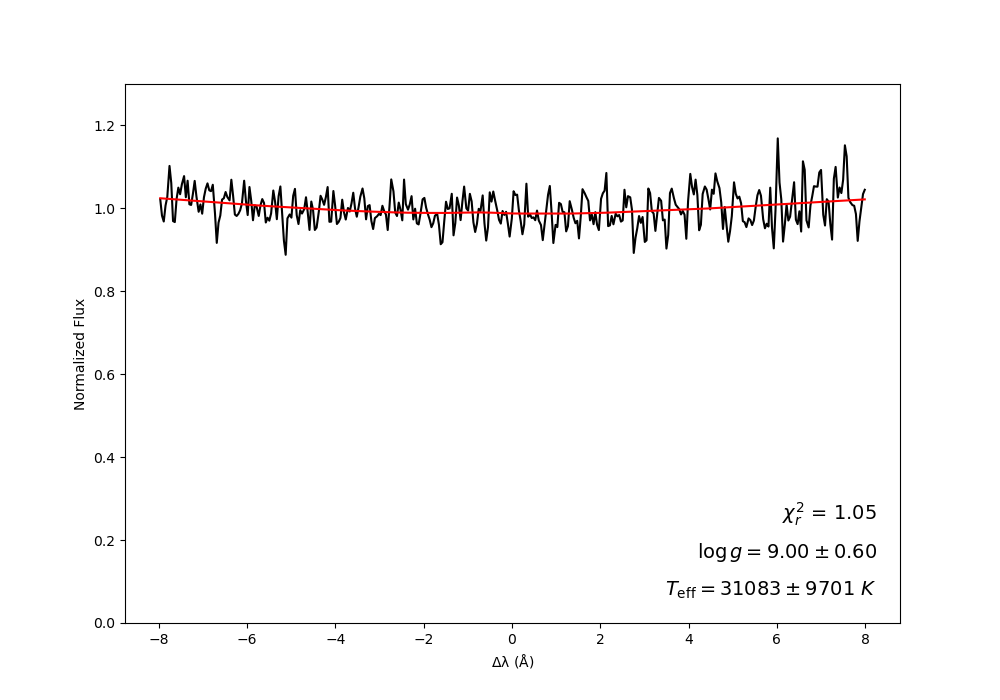 1.2
1.0
0.8
0.6
0.4
0.2
0.0
Normalized Flux
χ²ᵣ = 1.05
log g = 9.00 ± 0.60
T_eff = 31083 ± 9701 K
−8 −6 −4 −2 0 2 4 6 8
Δλ (Å)